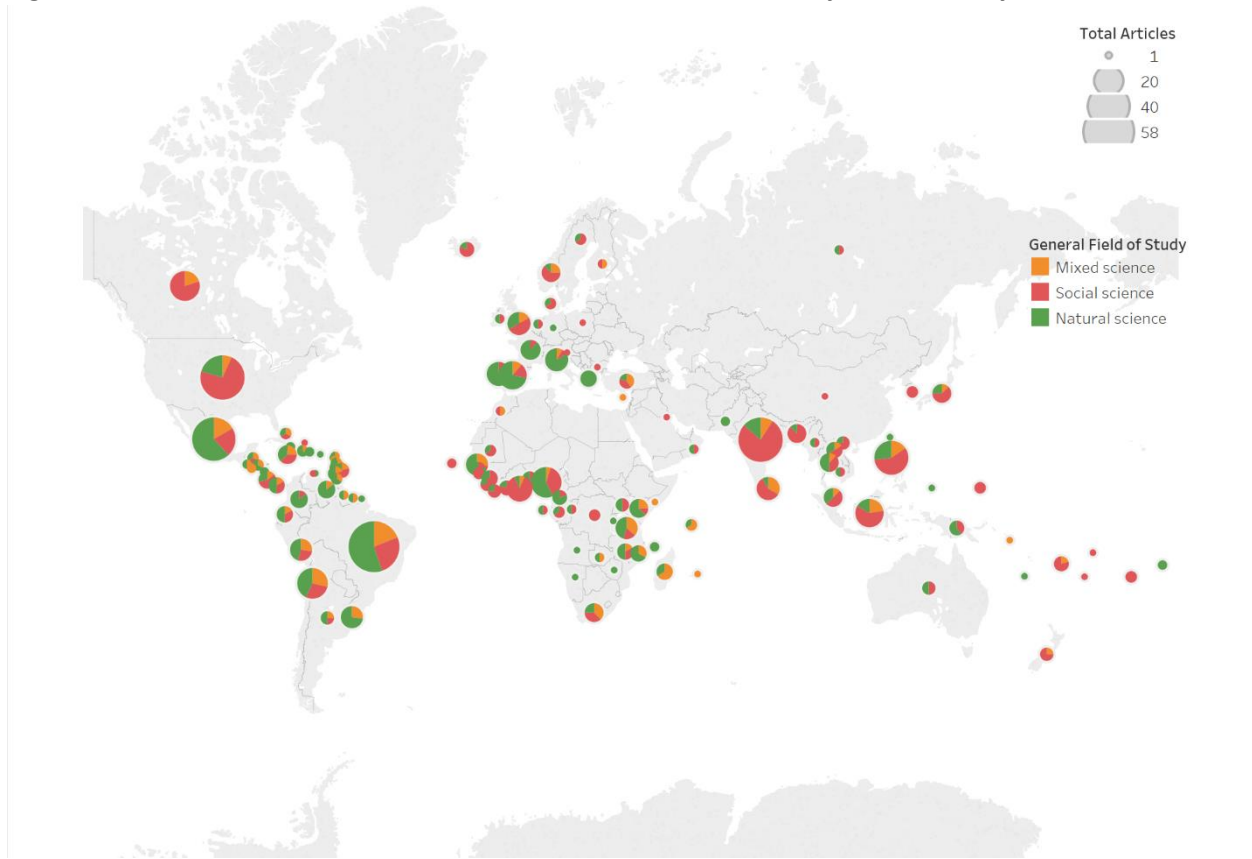 Total Articles
1
20
40
58
General Field of Study
Mixed science
Social science
Natural science